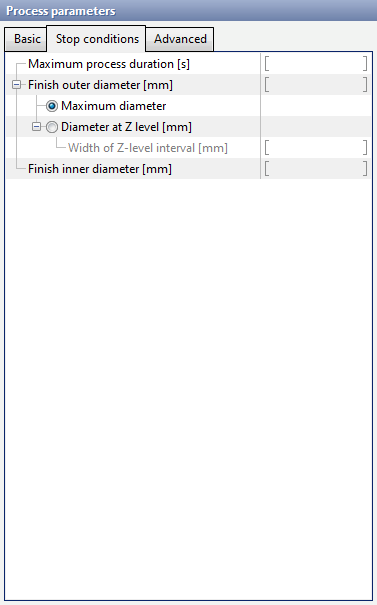 Process parameters
Basic Stop conditions Advanced
Maximum process duration [s] [ ]
Finish outer diameter [mm] [ ]
Maximum diameter
Diameter at Z level [mm]
Width of Z-level interval [mm] [ ]
Finish inner diameter [mm] [ ]